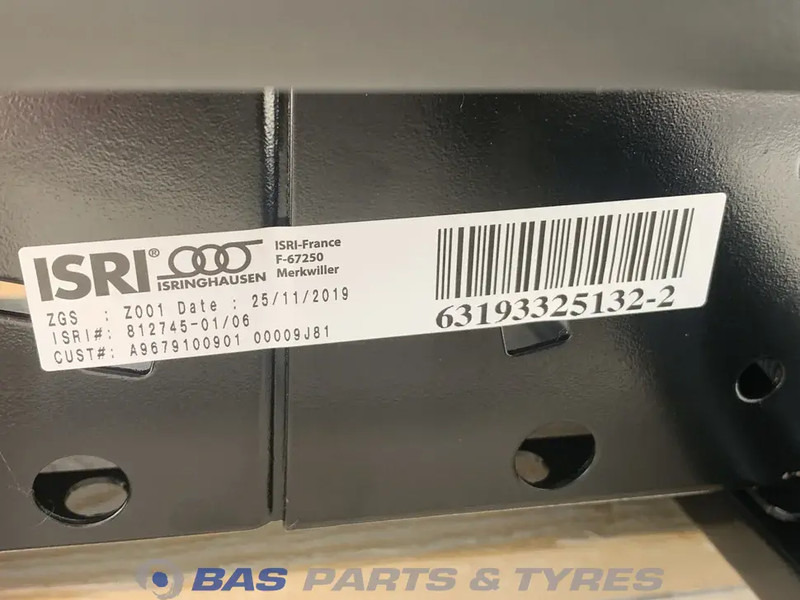 ISRI®
ISRINGHAUSEN
ISRI-France
F-67250
Merkwiller
ZGS : Z001 Date : 25/11/2019
ISRI#: 812745-01/06
CUST#: A9679100901 00009J81
63193325132-2
BAS PARTS & TYRES